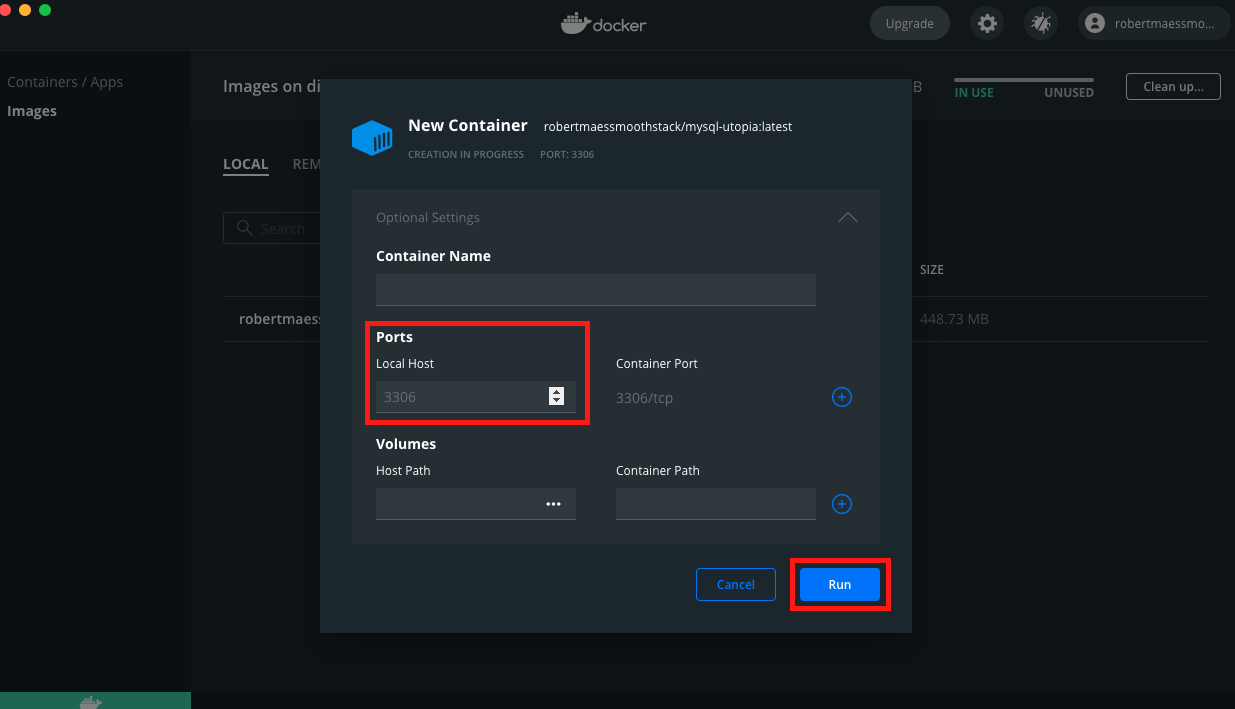 docker
Upgrade
robertmaessmo...
Containers / Apps
Images
Images on di
B
IN USE
UNUSED
Clean up...
New Container
robertmaessmoothstack/mysql-utopia:latest
CREATION IN PROGRESS
PORT: 3306
LOCAL
REM
Optional Settings
Search
Container Name
SIZE
robertmaess
448.73 MB
Ports
Local Host
Container Port
3306
3306/tcp
Volumes
Host Path
Container Path
...
Cancel
Run